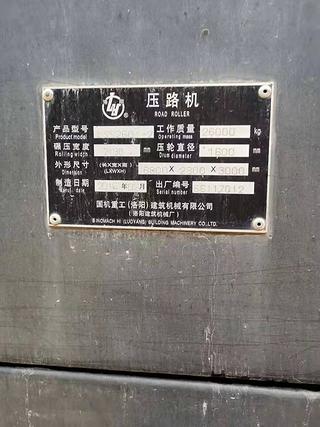 压路机
ROAD ROLLER
产品型号 工作质量 26000 kg
Product model Operating mass
碾压宽度 mm 压轮直径 1600 mm
Rolling width Drum diameter
外形尺寸 (长X宽X高) 6800 X 2300 X 3000 mm
Dimension (LXWXH)
制造日期 年 月 出厂编号
Date Serial number
国机重工(洛阳)建筑机械有限公司
(洛阳建筑机械厂)
SINOMACH HI (LUOYANG) BUILDING MACHINERY CO.,LTD.